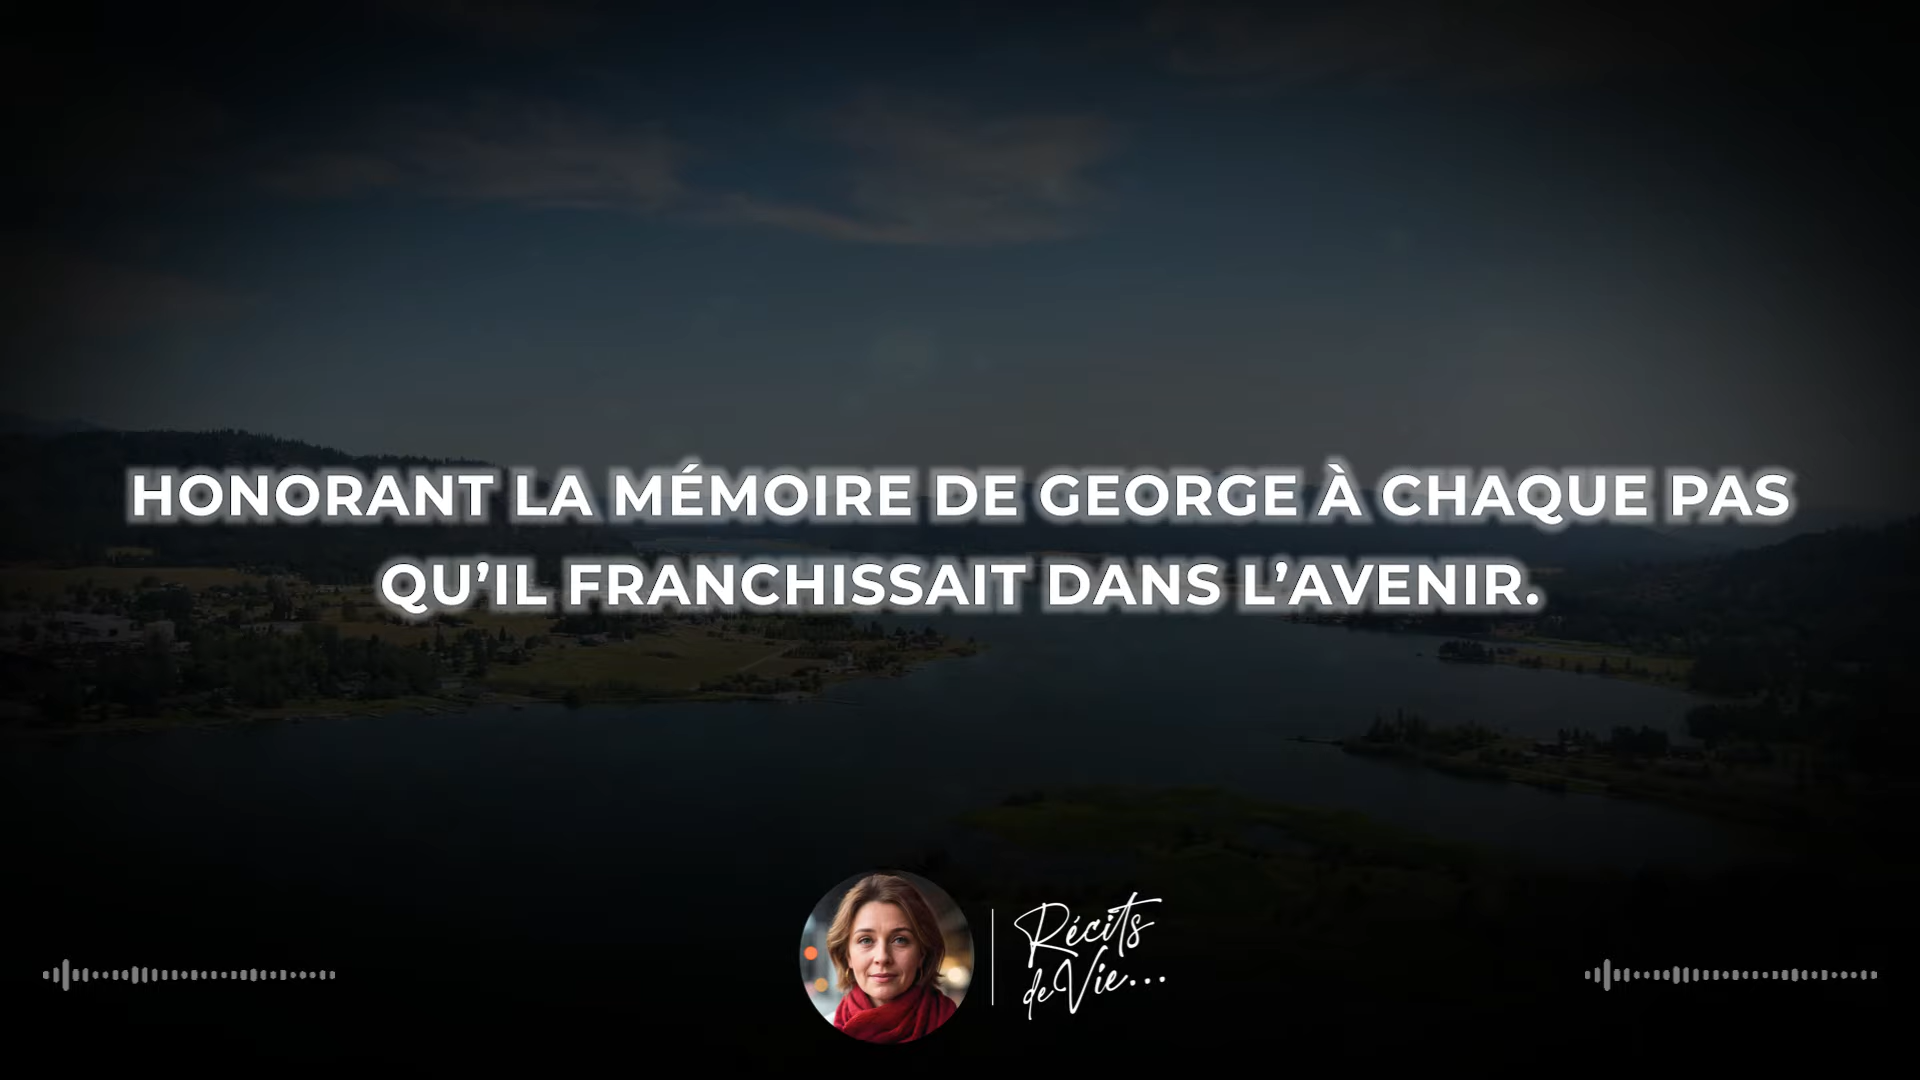 HONORANT LA MÉMOIRE DE GEORGE À CHAQUE PAS
QU’IL FRANCHISSAIT DANS L’AVENIR.
Récits
de Vie...